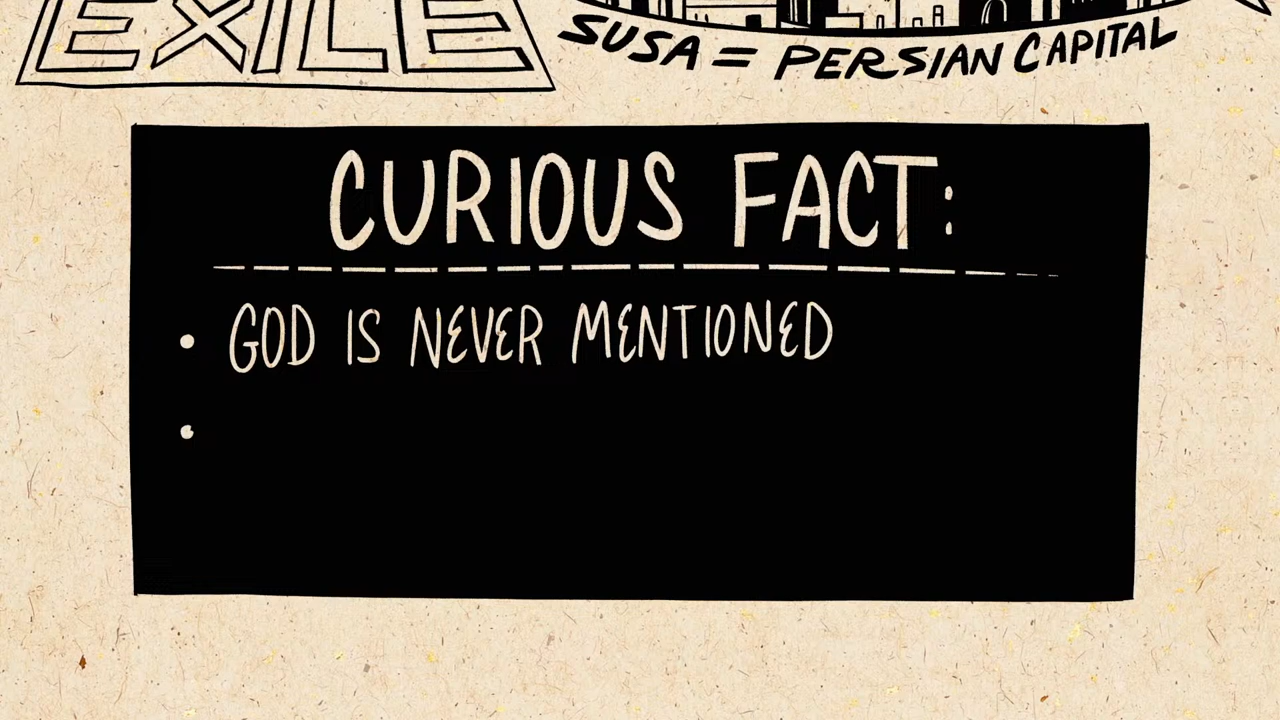 EXILE
SUSA = PERSIAN CAPITAL
CURIOUS FACT:
• GOD IS NEVER MENTIONED
•